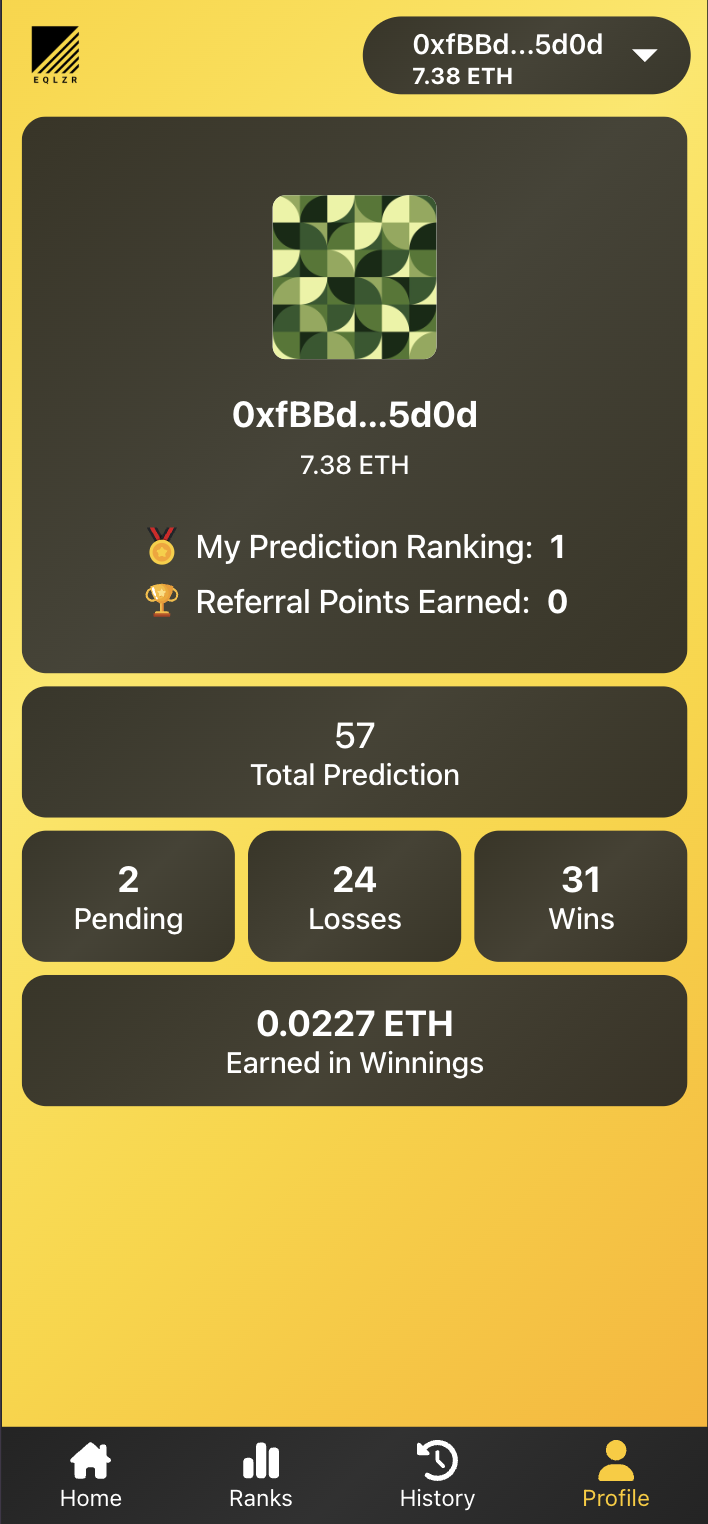 EQLZR
0xfBBd...5d0d
7.38 ETH
0xfBBd...5d0d
7.38 ETH
My Prediction Ranking: 1
Referral Points Earned: 0
57
Total Prediction
2
Pending
24
Losses
31
Wins
0.0227 ETH
Earned in Winnings
Home
Ranks
History
Profile